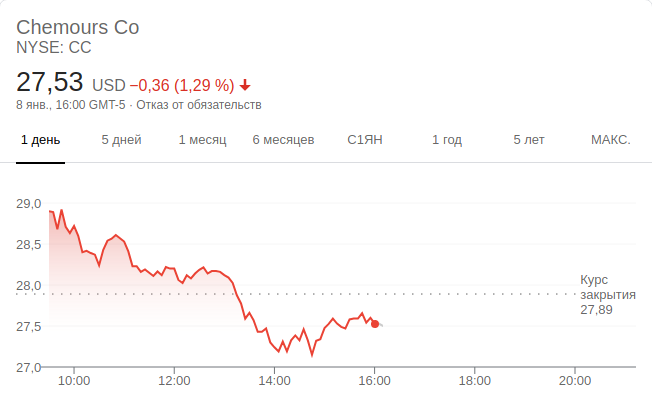 Chemours Co
NYSE: CC
27,53 USD −0,36 (1,29 %)
8 янв., 16:00 GMT-5 · Отказ от обязательств
1 день 5 дней 1 месяц 6 месяцев С1ЯН 1 год 5 лет МАКС.
29,0
28,5
28,0
27,5
27,0
Курс
закрытия
27,89
10:00 12:00 14:00 16:00 18:00 20:00